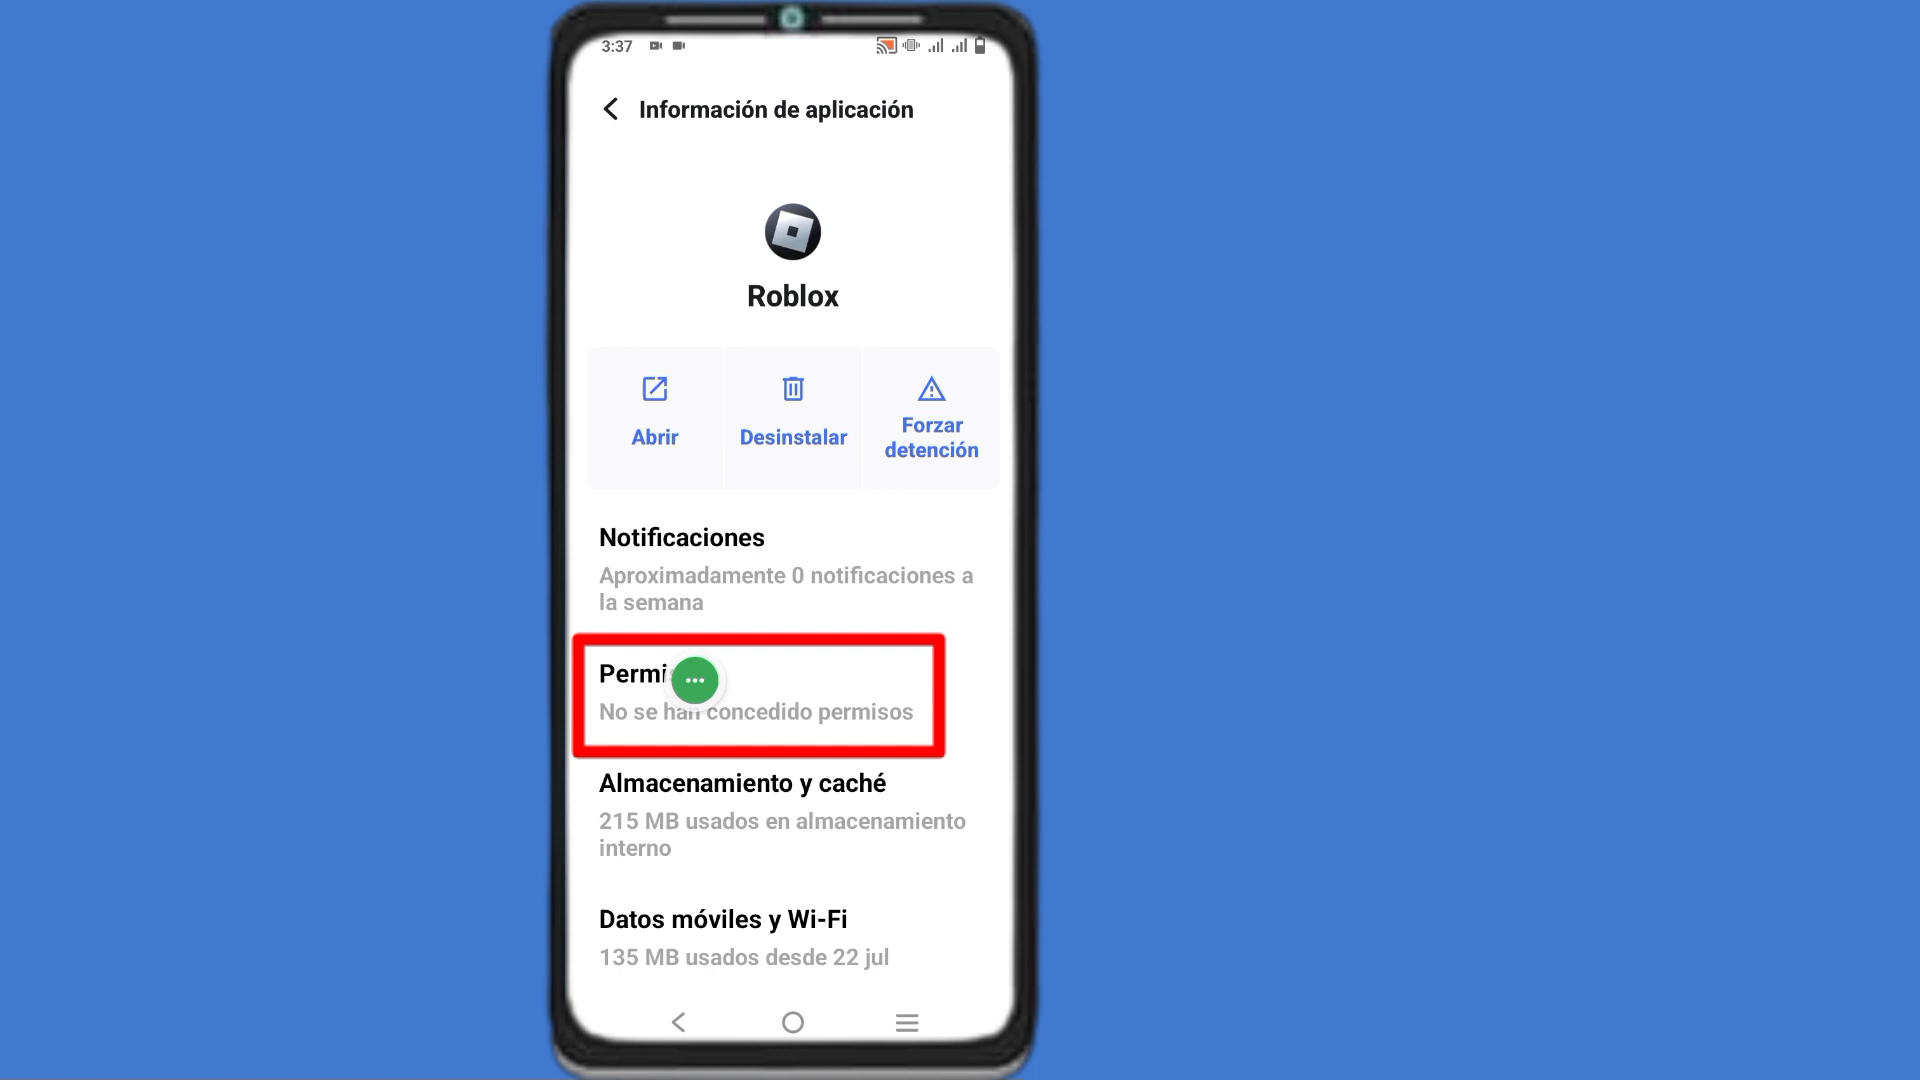 3:37
Información de aplicación
Roblox
Abrir
Desinstalar
Forzar
detención
Notificaciones
Aproximadamente 0 notificaciones a
la semana
Permi
No se han concedido permisos
Almacenamiento y caché
215 MB usados en almacenamiento
interno
Datos móviles y Wi-Fi
135 MB usados desde 22 jul